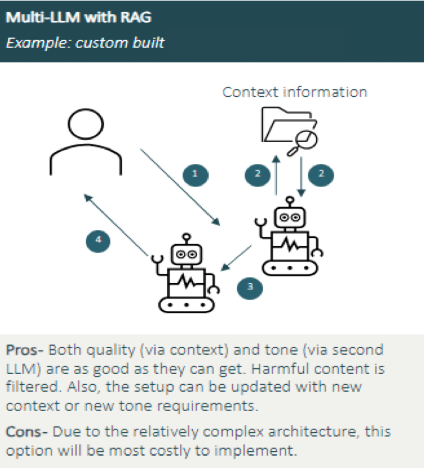 Multi-LLM with RAG
Example: custom built
Context information
1
2
2
3
4
Pros- Both quality (via context) and tone (via second
LLM) are as good as they can get. Harmful content is
filtered. Also, the setup can be updated with new
context or new tone requirements.
Cons- Due to the relatively complex architecture, this
option will be most costly to implement.